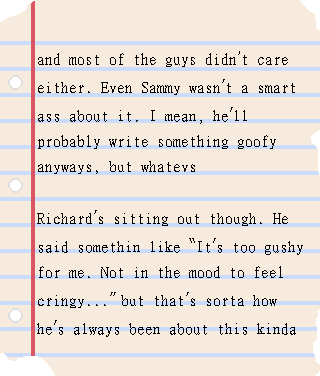 and most of the guys didn't care
either. Even Sammy wasn't a smart
ass about it. I mean, he'll
probably write something goofy
anyways, but whatevs
Richard's sitting out though. He
said somethin like "It's too gushy
for me. Not in the mood to feel
cringy..." but that's sorta how
he's always been about this kinda